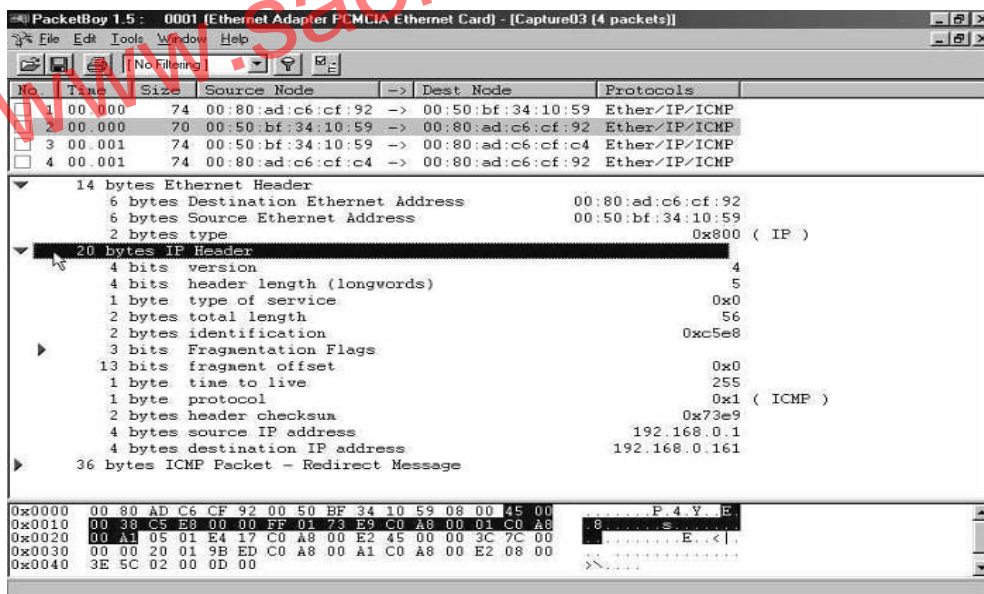 PacketBoy 1.5 : 0001 (Ethernet Adapter PCMCIA Ethernet Card) - [Capture03 (4 packets)]
File Edit Tools Window Help
[ No Filtering ]
No. Time Size Source Node --> Dest Node Protocols
1 00.000 74 00:80:ad:c6:cf:92 --> 00:50:bf:34:10:59 Ether/IP/ICMP
2 00.000 70 00:50:bf:34:10:59 --> 00:80:ad:c6:cf:92 Ether/IP/ICMP
3 00.001 74 00:50:bf:34:10:59 --> 00:80:ad:c6:cf:c4 Ether/IP/ICMP
4 00.001 74 00:80:ad:c6:cf:c4 --> 00:80:ad:c6:cf:92 Ether/IP/ICMP
14 bytes Ethernet Header
6 bytes Destination Ethernet Address 00:80:ad:c6:cf:92
6 bytes Source Ethernet Address 00:50:bf:34:10:59
2 bytes type 0x800 ( IP )
20 bytes IP Header
4 bits version 4
4 bits header length (longwords) 5
1 byte type of service 0x0
2 bytes total length 56
2 bytes identification 0xc5e8
3 bits Fragmentation Flags
13 bits fragment offset 0x0
1 byte time to live 255
1 byte protocol 0x1 ( ICMP )
2 bytes header checksum 0x73e9
4 bytes source IP address 192.168.0.1
4 bytes destination IP address 192.168.0.161
36 bytes ICMP Packet - Redirect Message
0x0000 00 80 AD C6 CF 92 00 50 BF 34 10 59 08 00 45 00 .......P.4.Y..E.
0x0010 00 38 C5 E8 00 00 FF 01 73 E9 C0 A8 00 01 C0 A8 .8......s.......
0x0020 00 A1 05 01 E4 17 C0 A8 00 E2 45 00 00 3C 7C 00 ..........E..<|.
0x0030 00 00 20 01 9B ED C0 A8 00 A1 C0 A8 00 E2 08 00 .. .............
0x0040 3E 5C 02 00 0D 00 >\....